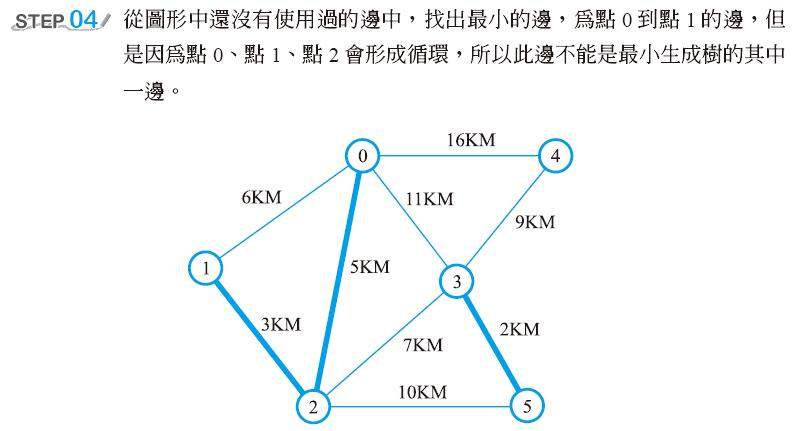 STEP 04 從圖形中還沒有使用過的邊中，找出最小的邊，為點 0 到點 1 的邊，但
是因為點 0、點 1、點 2 會形成循環，所以此邊不能是最小生成樹的其中
一邊。
16KM
0
4
6KM
11KM
9KM
1
5KM
3
3KM
2KM
7KM
10KM
2
5